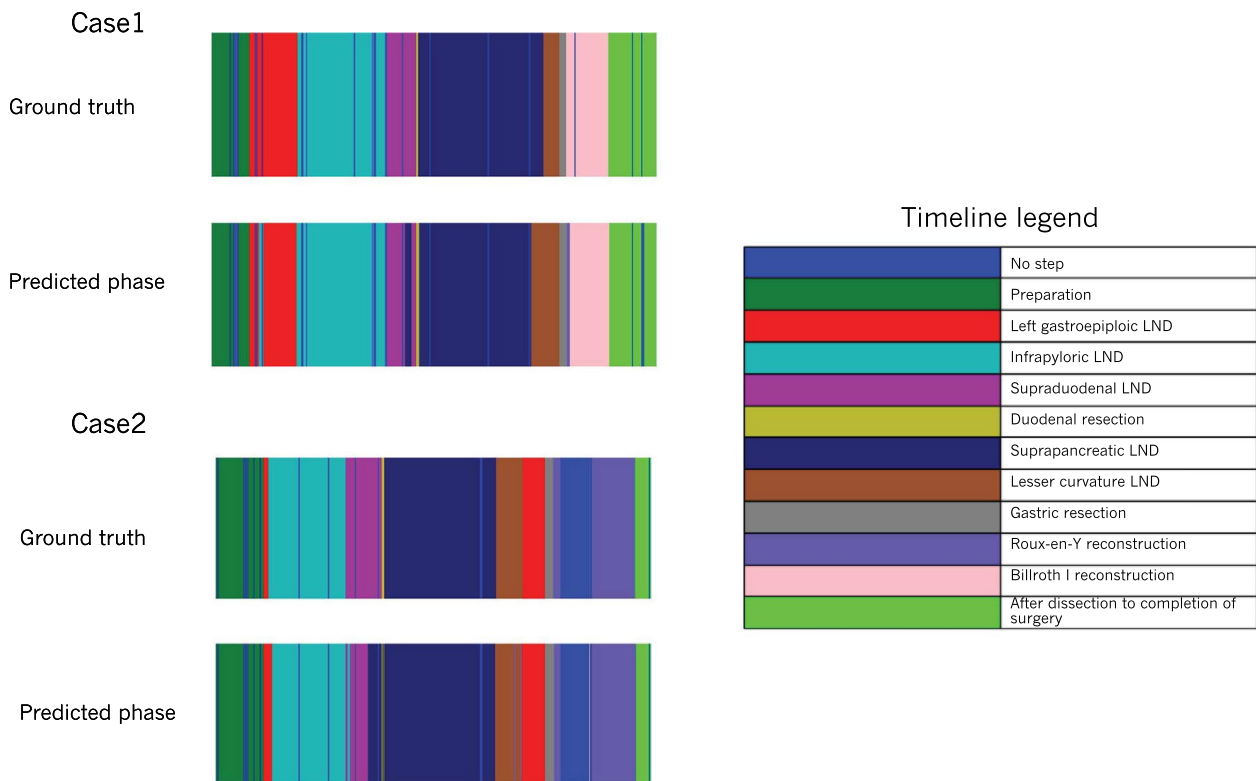 Case1
Ground truth
Predicted phase
Case2
Ground truth
Predicted phase
Timeline legend
No step
Preparation
Left gastroepiploic LND
Infrapyloric LND
Supraduodenal LND
Duodenal resection
Suprapancreatic LND
Lesser curvature LND
Gastric resection
Roux-en-Y reconstruction
Billroth I reconstruction
After dissection to completion of
surgery